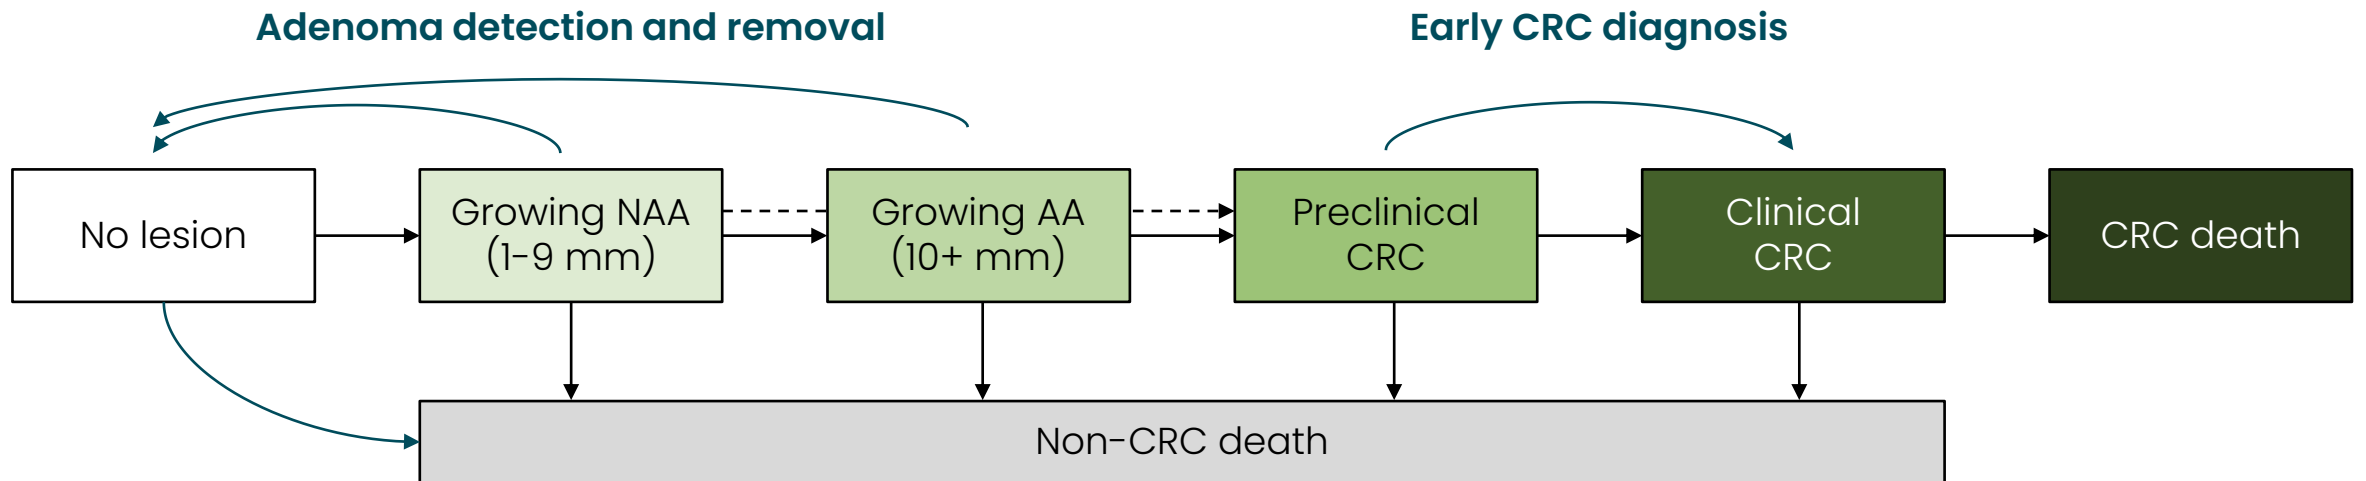 Adenoma detection and removal
Early CRC diagnosis
No lesion
Growing NAA
(1-9 mm)
Growing AA
(10+ mm)
Preclinical
CRC
Clinical
CRC
CRC death
Non-CRC death